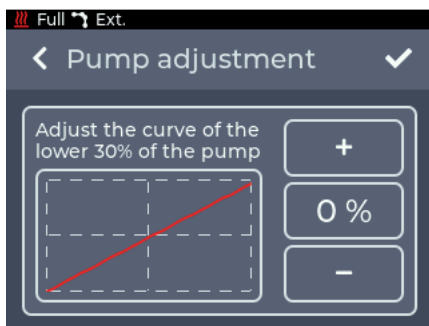 Full Ext.
Pump adjustment
Adjust the curve of the
lower 30% of the pump
+
0 %
−